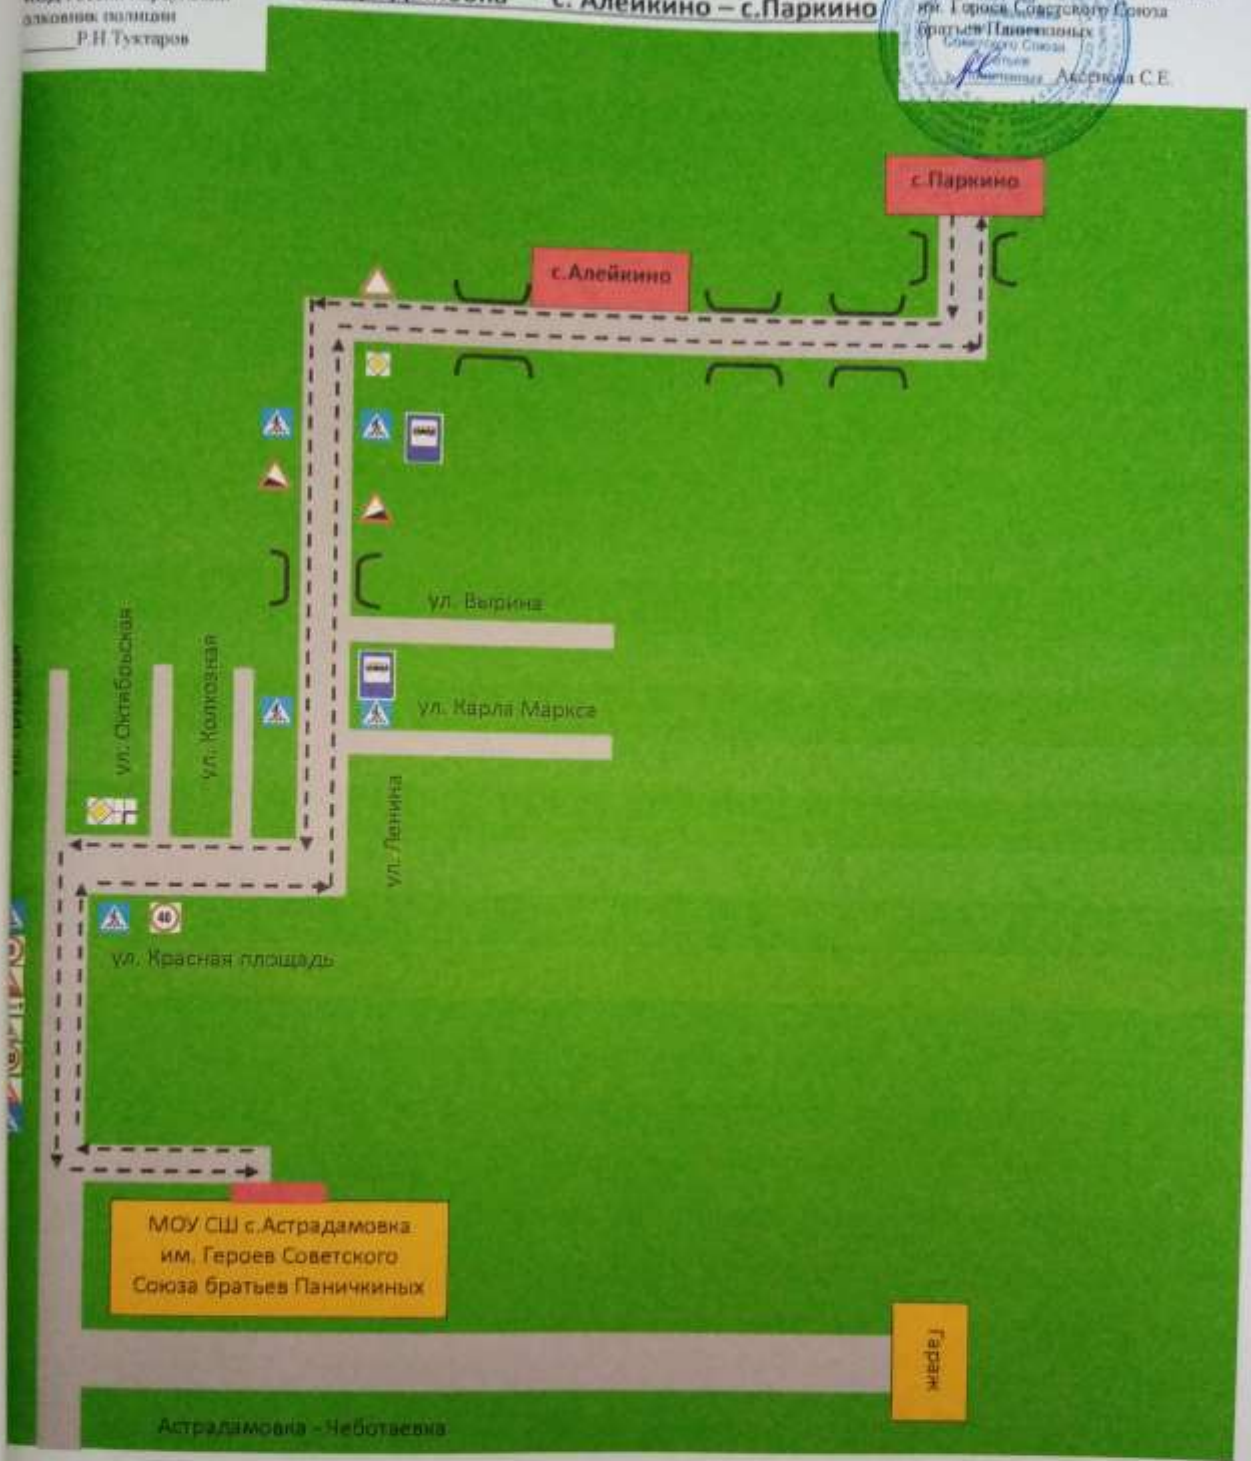 с. Алейкино – с.Паркино
полиции
Р.Н.Туктаров
им. Героев Советского Союза
братьев Паничкиных
Советского Союза
Аксенова С.Е.
с.Паркино
с.Алейкино
ул. Вырина
ул. Октябрьская
ул. Колхозная
ул. Карла Маркса
ул. Ленина
40
ул. Красная площадь
МОУ СШ с.Астрадамовка
им. Героев Советского
Союза братьев Паничкиных
Гараж
Астрадамовка - Чеботаевка